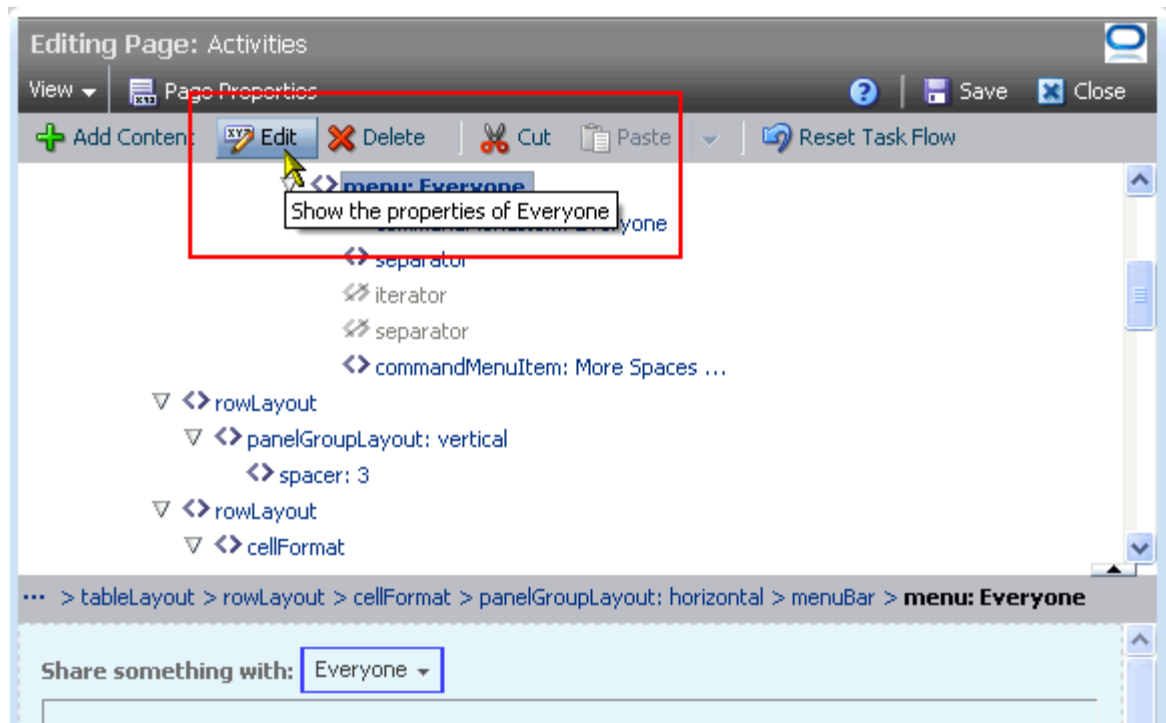 Editing Page: Activities
View Page Properties Save Close
Add Content Edit Delete Cut Paste Reset Task Flow
menu: Everyone
Show the properties of Everyone
commandMenuItem: Everyone
separator
iterator
separator
commandMenuItem: More Spaces ...
rowLayout
panelGroupLayout: vertical
spacer: 3
rowLayout
cellFormat
... > tableLayout > rowLayout > cellFormat > panelGroupLayout: horizontal > menuBar > menu: Everyone
Share something with: Everyone